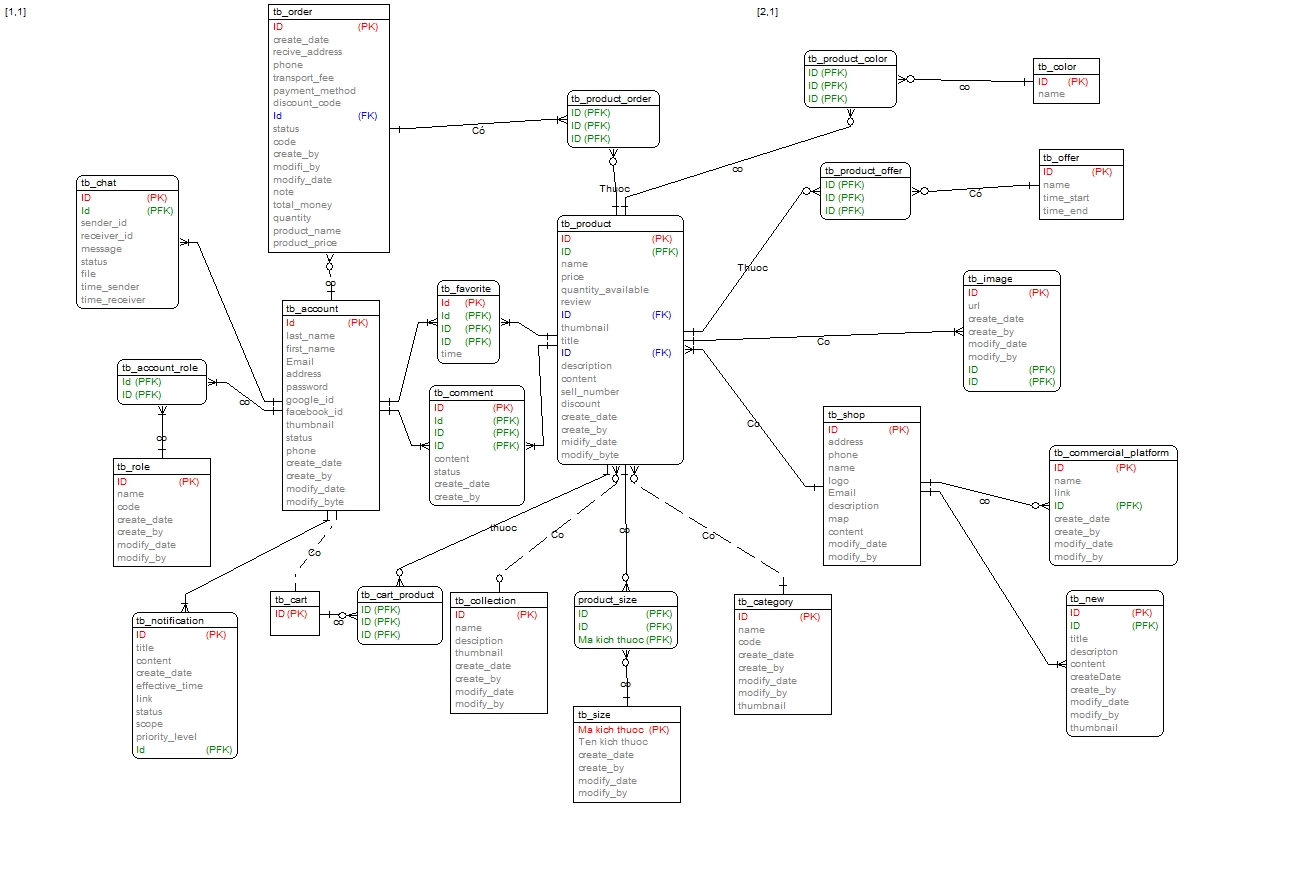 [1,1]
[2,1]
tb_order
ID (PK)
create_date
recive_address
phone
transport_fee
payment_method
discount_code
Id (FK)
status
code
create_by
modifi_by
modify_date
note
total_money
quantity
product_name
product_price
Có
tb_product_order
ID (PFK)
ID (PFK)
ID (PFK)
Thuoc
tb_product_color
ID (PFK)
ID (PFK)
ID (PFK)
co
tb_color
ID (PK)
name
co
tb_product_offer
ID (PFK)
ID (PFK)
ID (PFK)
Có
tb_offer
ID (PK)
name
time_start
time_end
Thuoc
tb_chat
ID (PK)
Id (PFK)
sender_id
receiver_id
message
status
file
time_sender
time_receiver
co
tb_account
Id (PK)
last_name
first_name
Email
address
password
google_id
facebook_id
thumbnail
status
phone
create_date
create_by
modify_date
modify_byte
tb_favorite
Id (PK)
Id (PFK)
ID (PFK)
ID (PFK)
time
tb_comment
ID (PK)
Id (PFK)
ID (PFK)
ID (PFK)
content
status
create_date
create_by
tb_product
ID (PK)
ID (PFK)
name
price
quantity_available
review
ID (FK)
thumbnail
title
ID (FK)
description
content
sell_number
discount
create_date
create_by
midify_date
modify_byte
Co
tb_image
ID (PK)
url
create_date
create_by
modify_date
modify_by
ID (PFK)
ID (PFK)
tb_account_role
Id (PFK)
ID (PFK)
co
co
tb_role
ID (PK)
name
code
create_date
create_by
modify_date
modify_by
Co
tb_shop
ID (PK)
address
phone
name
logo
Email
description
map
content
create_date
create_by
modify_date
modify_by
co
tb_commercial_platform
ID (PK)
name
link
ID (PFK)
create_date
create_by
modify_date
modify_by
tb_new
ID (PK)
ID (PFK)
title
descripton
content
createDate
create_by
modify_date
modify_by
thumbnail
Co
thuoc
Co
co
Co
tb_notification
ID (PK)
title
content
create_date
effective_time
link
status
scope
priority_level
Id (PFK)
tb_cart
ID (PK)
co
tb_cart_product
ID (PFK)
ID (PFK)
ID (PFK)
tb_collection
ID (PK)
name
desciption
thumbnail
create_date
create_by
modify_date
modify_by
product_size
ID (PFK)
ID (PFK)
Ma kich thuoc (PFK)
co
tb_size
Ma kich thuoc (PK)
Ten kich thuoc
create_date
create_by
modify_date
modify_by
tb_category
ID (PK)
name
code
create_date
create_by
modify_date
modify_by
thumbnail